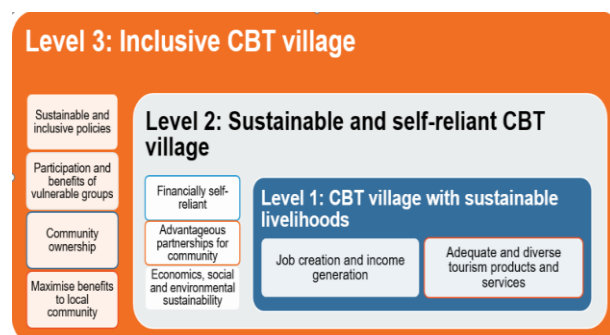 Level 3: Inclusive CBT village
Sustainable and
inclusive policies
Participation and
benefits of
vulnerable groups
Community
ownership
Maximise benefits
to local
community
Level 2: Sustainable and self-reliant CBT
village
Financially self-
reliant
Advantageous
partnerships for
community
Economics, social
and environmental
sustainability
Level 1: CBT village with sustainable
livelihoods
Job creation and income
generation
Adequate and diverse
tourism products and
services